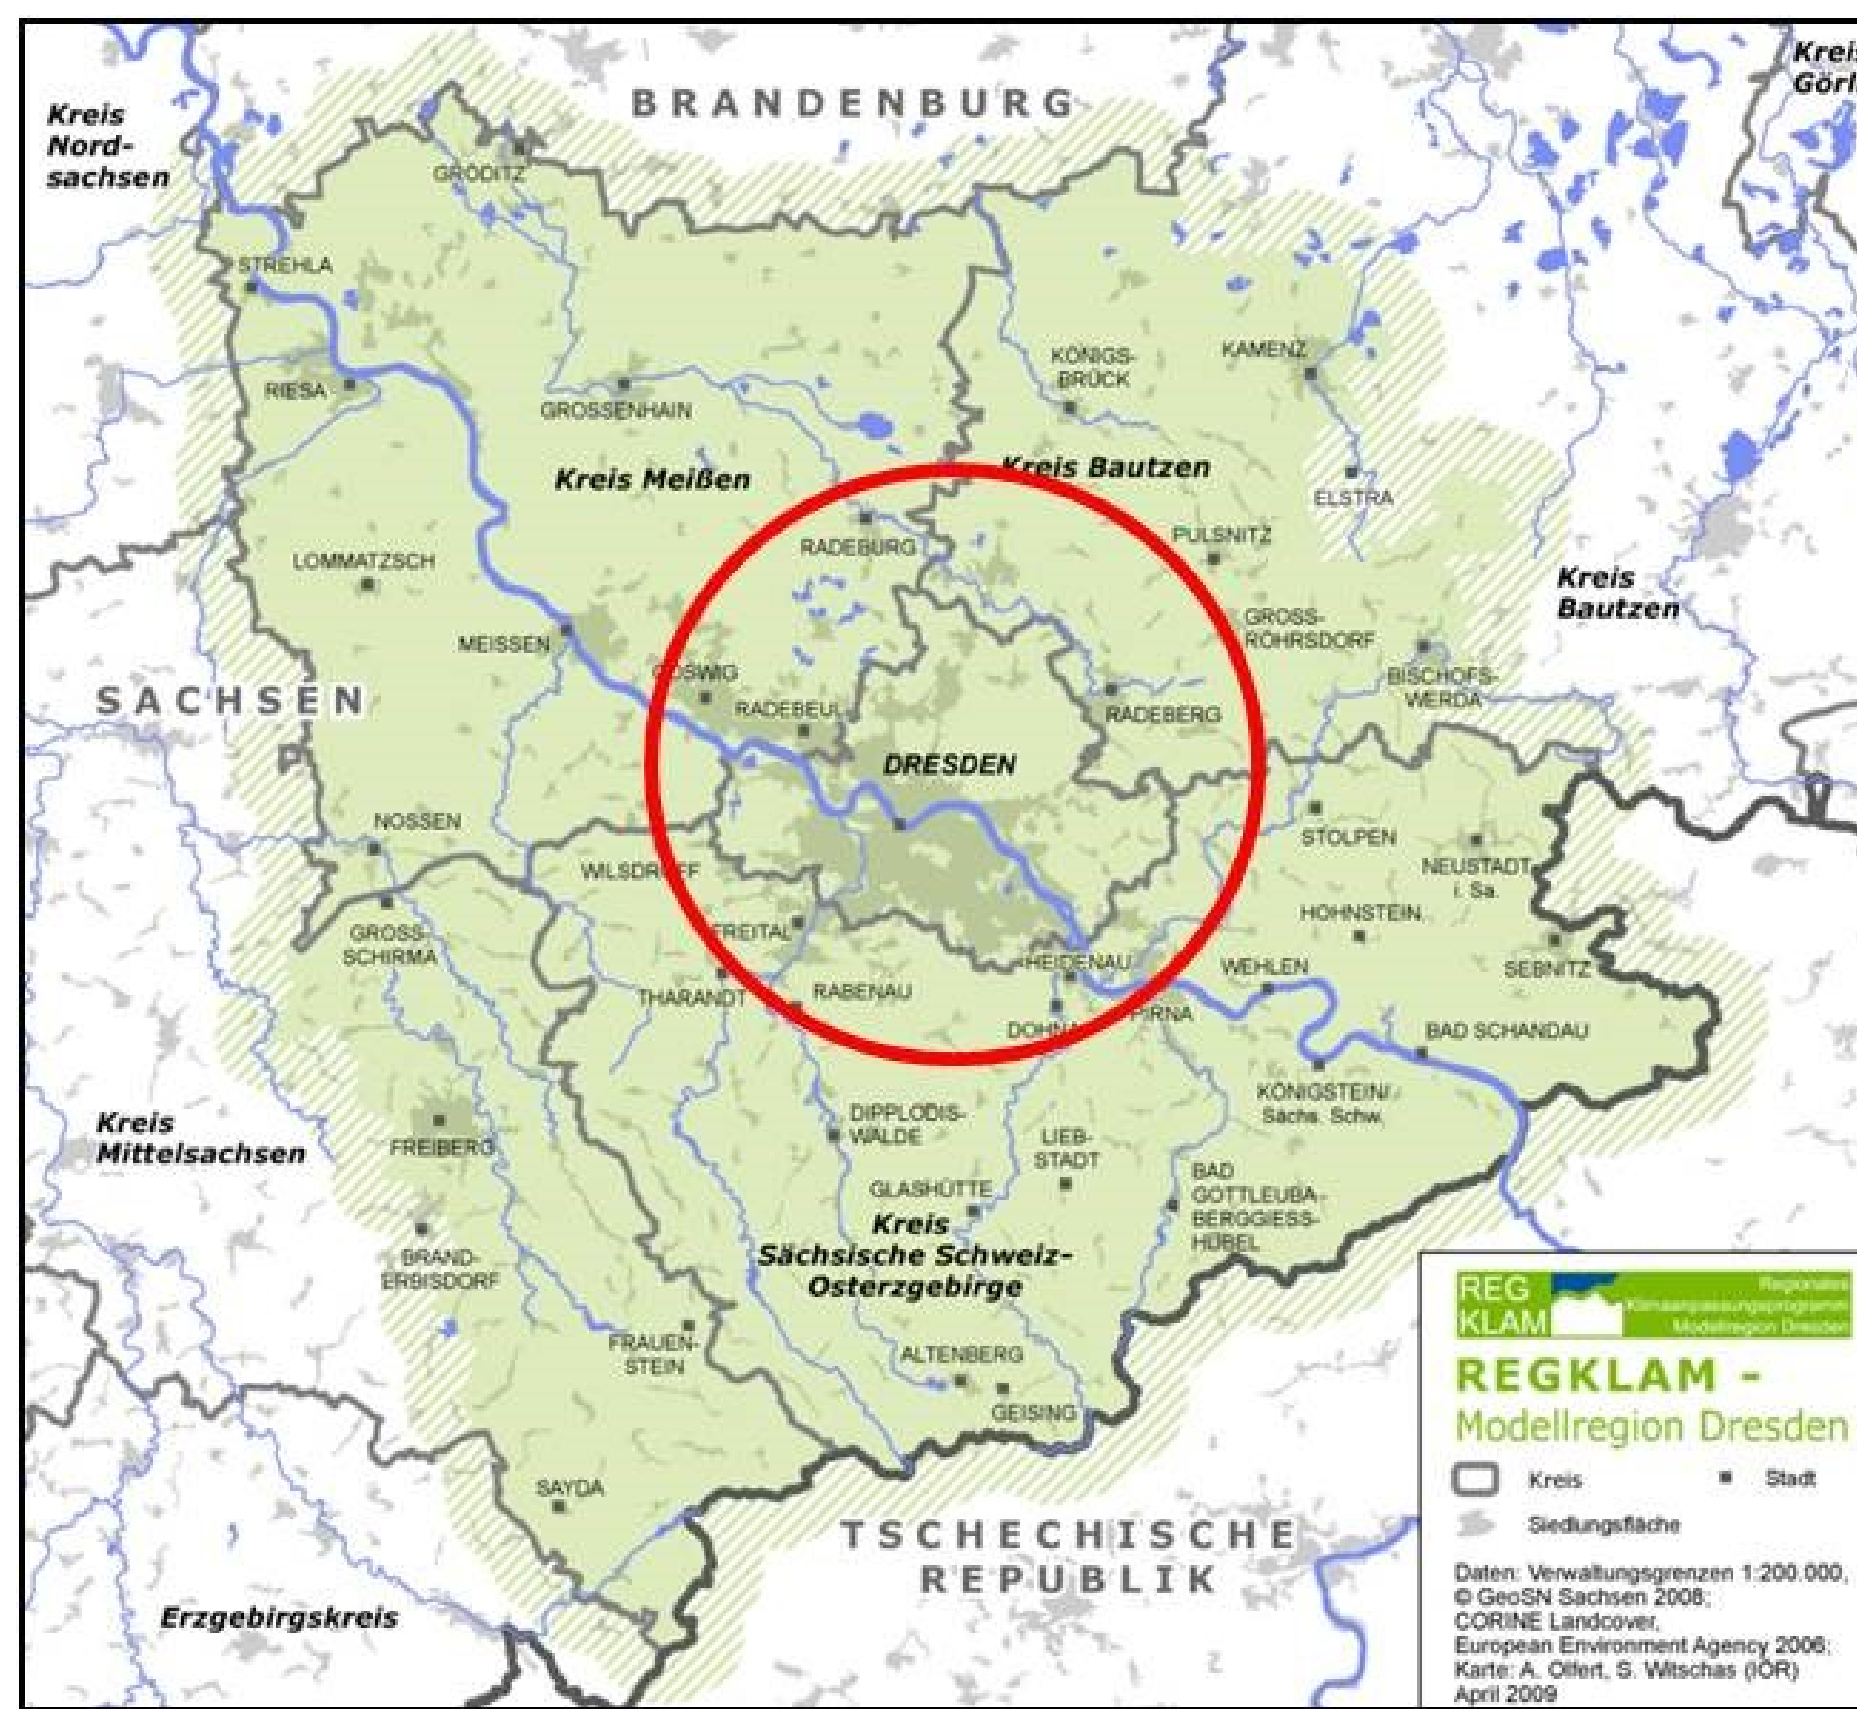 BRANDENBURG
Kreis
Nord-
sachsen
Kreis
GRÖDITZ
STREHLA
RIESA
GROSSENHAIN
KÖNIGS-
BRÜCK
KAMENZ
Kreis Meißen
Kreis Bautzen
ELSTRA
RADEBURG
PULSNITZ
LOMMATZSCH
Kreis
Bautzen
GROSS-
RÖHRSDORF
MEISSEN
COSWIG
BISCHOFS-
WERDA
SACHSEN
RADEBEUL
RADEBERG
DRESDEN
NOSSEN
STOLPEN
WILSDRUFF
NEUSTADT
i. Sa.
HOHNSTEIN
GROSS-
SCHIRMA
FREITAL
HEIDENAU
WEHLEN
SEBNITZ
THARANDT
RABENAU
DOHNA
PIRNA
BAD SCHANDAU
KÖNIGSTEIN/
Sächs. Schw.
Kreis
Mittelsachsen
FREIBERG
DIPPLODIS-
WALDE
LIEB-
STADT
GLASHÜTTE
BAD
GOTTLEUBA-
BERGGIESS-
HÜBEL
Kreis
Sächsische Schweiz-
Osterzgebirge
BRAND-
ERBISDORF
FRAUEN-
STEIN
ALTENBERG
GEISING
SAYDA
TSCHECHISCHE
REPUBLIK
Erzgebirgskreis
REG
KLAM
Regionales
Klimaanpassungsprogramm
Modellregion Dresden
REGKLAM -
Modellregion Dresden
Kreis
Stadt
Siedlungsfläche
Daten: Verwaltungsgrenzen 1:200.000,
© GeoSN Sachsen 2008;
CORINE Landcover,
European Environment Agency 2006;
Karte: A. Olfert, S. Witschas (IÖR)
April 2009